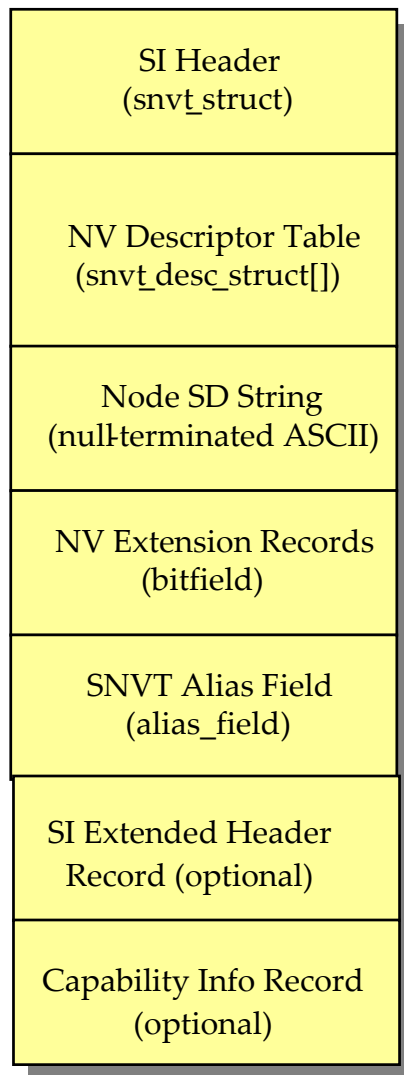 SI Header
(snvt_struct)
NV Descriptor Table
(snvt_desc_struct[])
Node SD String
(null-terminated ASCII)
NV Extension Records
(bitfield)
SNVT Alias Field
(alias_field)
SI Extended Header
Record (optional)
Capability Info Record
(optional)